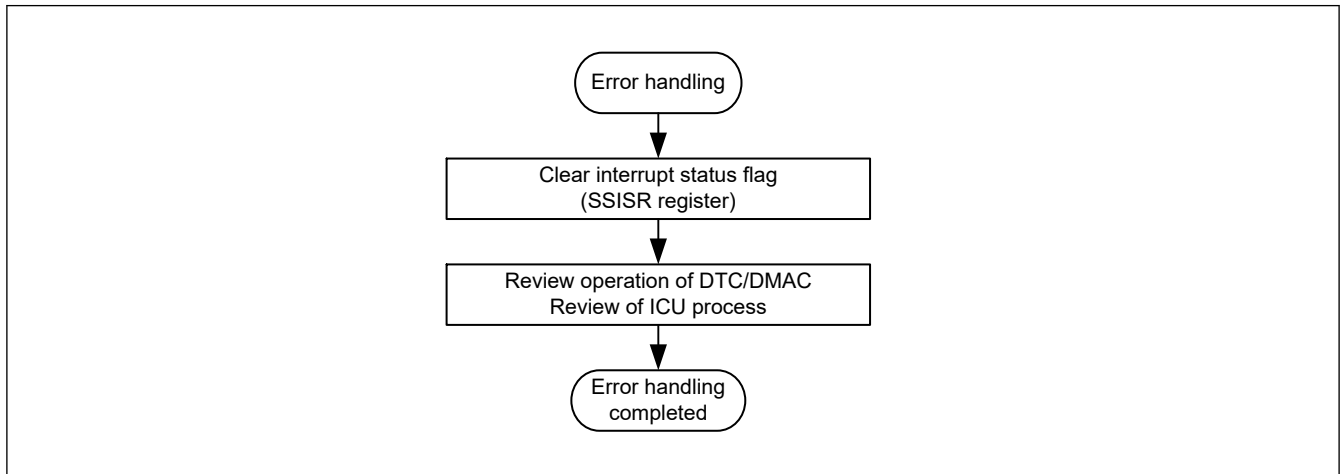 Error handling
Clear interrupt status flag
(SSISR register)
Review operation of DTC/DMAC
Review of ICU process
Error handling
completed